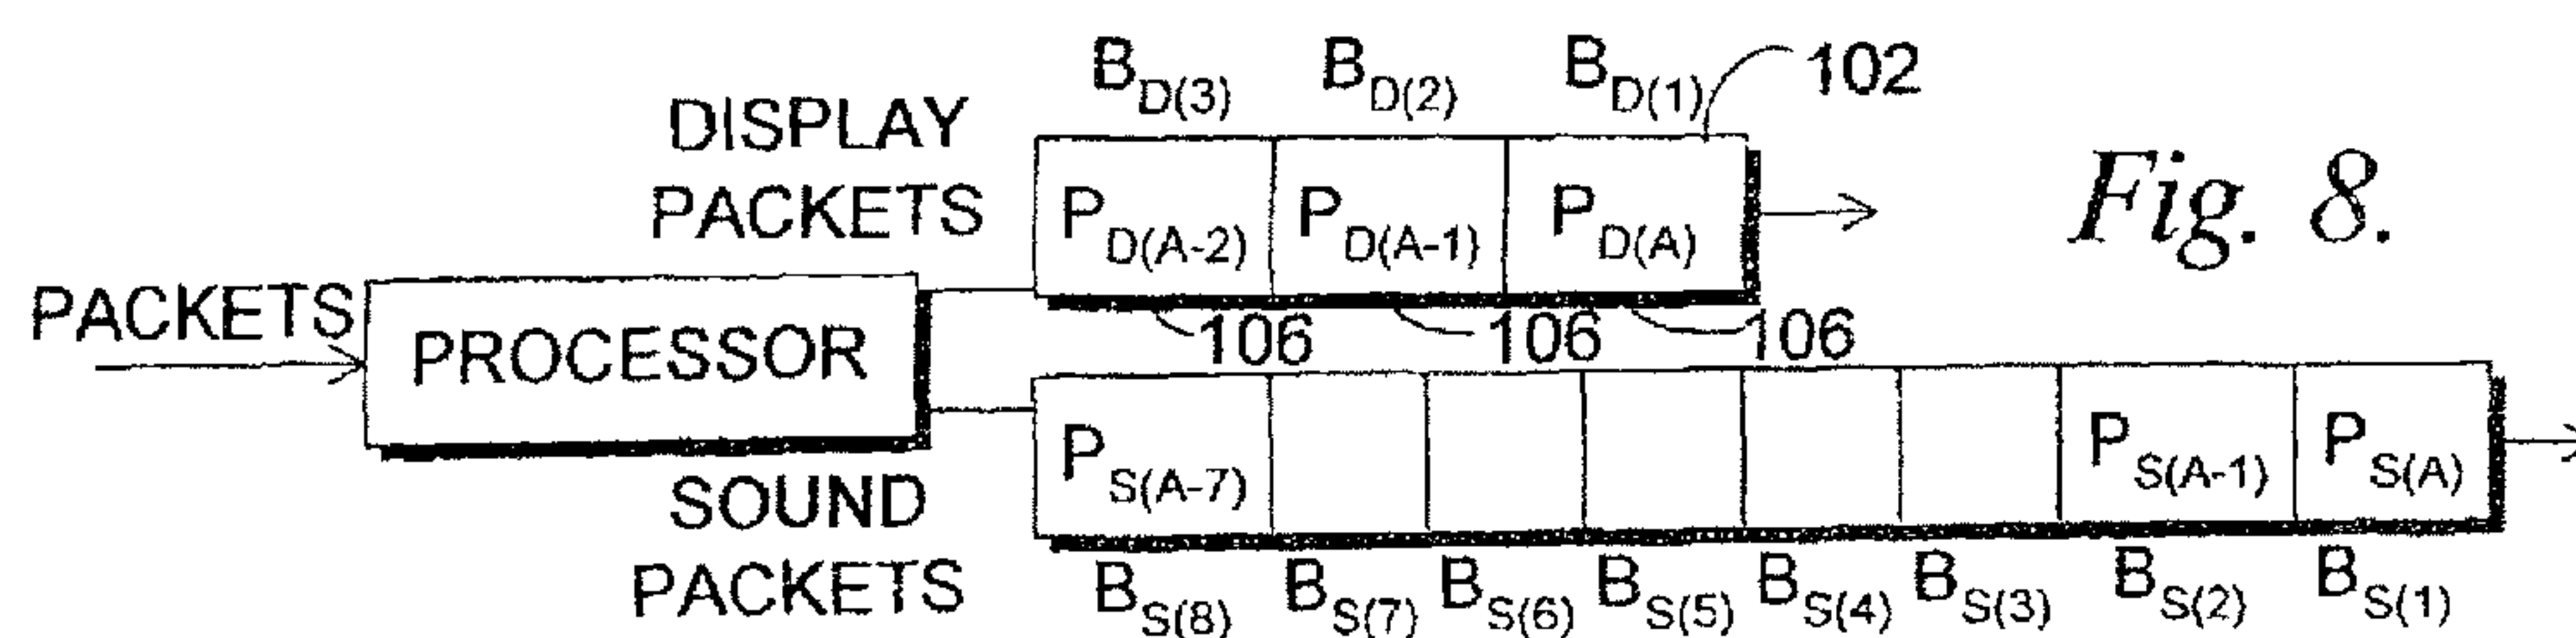 B_D(3) B_D(2) B_D(1) 102
DISPLAY
PACKETS
P_D(A-2) P_D(A-1) P_D(A)
Fig. 8.
PACKETS
PROCESSOR
106 106 106
SOUND
PACKETS
P_S(A-7) P_S(A-1) P_S(A)
B_S(8) B_S(7) B_S(6) B_S(5) B_S(4) B_S(3) B_S(2) B_S(1)